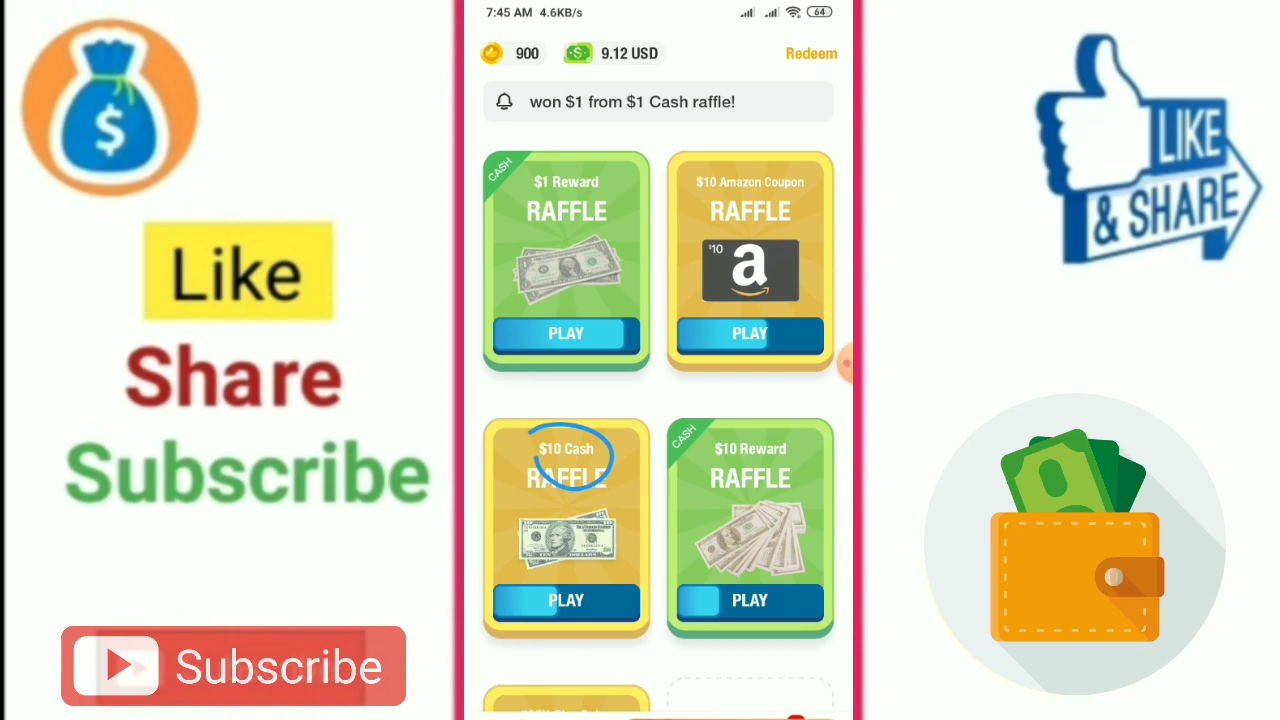 7:45 AM 4.6KB/s
64
900
9.12 USD
Redeem
won $1 from $1 Cash raffle!
CASH
$1 Reward
RAFFLE
PLAY
$10 Amazon Coupon
RAFFLE
$10
a
PLAY
$10 Cash
RAFFLE
PLAY
CASH
$10 Reward
RAFFLE
PLAY
$
Like
Share
Subscribe
Subscribe
LIKE
& SHARE